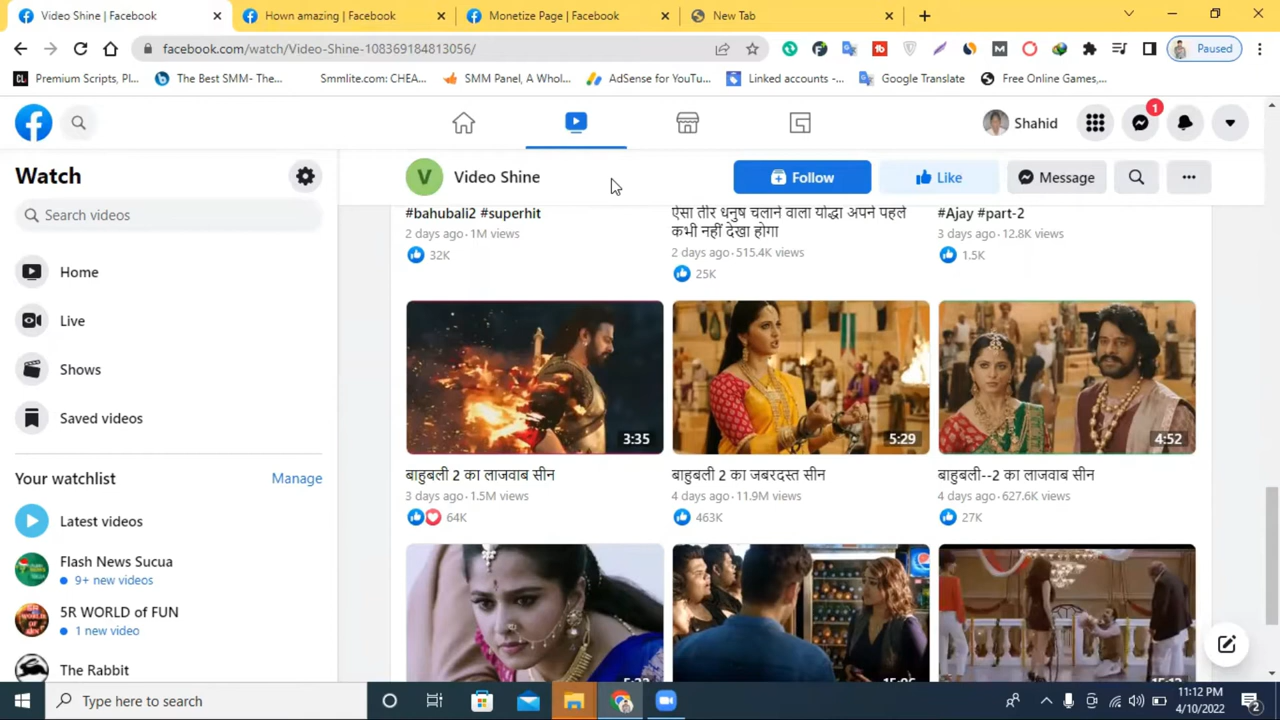 Video Shine | Facebook
Hown amazing | Facebook
Monetize Page | Facebook
New Tab
facebook.com/watch/Video-Shine-108369184813056/
Paused
CL Premium Scripts, Pl...
The Best SMM- The...
Smmlite.com: CHEA...
SMM Panel, A Whol...
AdSense for YouTu...
Linked accounts -...
Google Translate
Free Online Games,...
Shahid
1
Watch
V Video Shine
Follow
Like
Message
Search videos
Home
Live
Shows
Saved videos
Your watchlist
Manage
Latest videos
Flash News Sucua
9+ new videos
5R WORLD of FUN
1 new video
The Rabbit
#bahubali2 #superhit
2 days ago · 1M views
32K
ऐसा तीर धनुष चलाने वाला योद्धा अपने पहले
कभी नहीं देखा होगा
2 days ago · 515.4K views
25K
#Ajay #part-2
3 days ago · 12.8K views
1.5K
3:35
5:29
4:52
बाहुबली 2 का लाजवाब सीन
3 days ago · 1.5M views
64K
बाहुबली 2 का जबरदस्त सीन
4 days ago · 11.9M views
463K
बाहुबली--2 का लाजवाब सीन
4 days ago · 627.6K views
27K
Type here to search
11:12 PM
4/10/2022
2